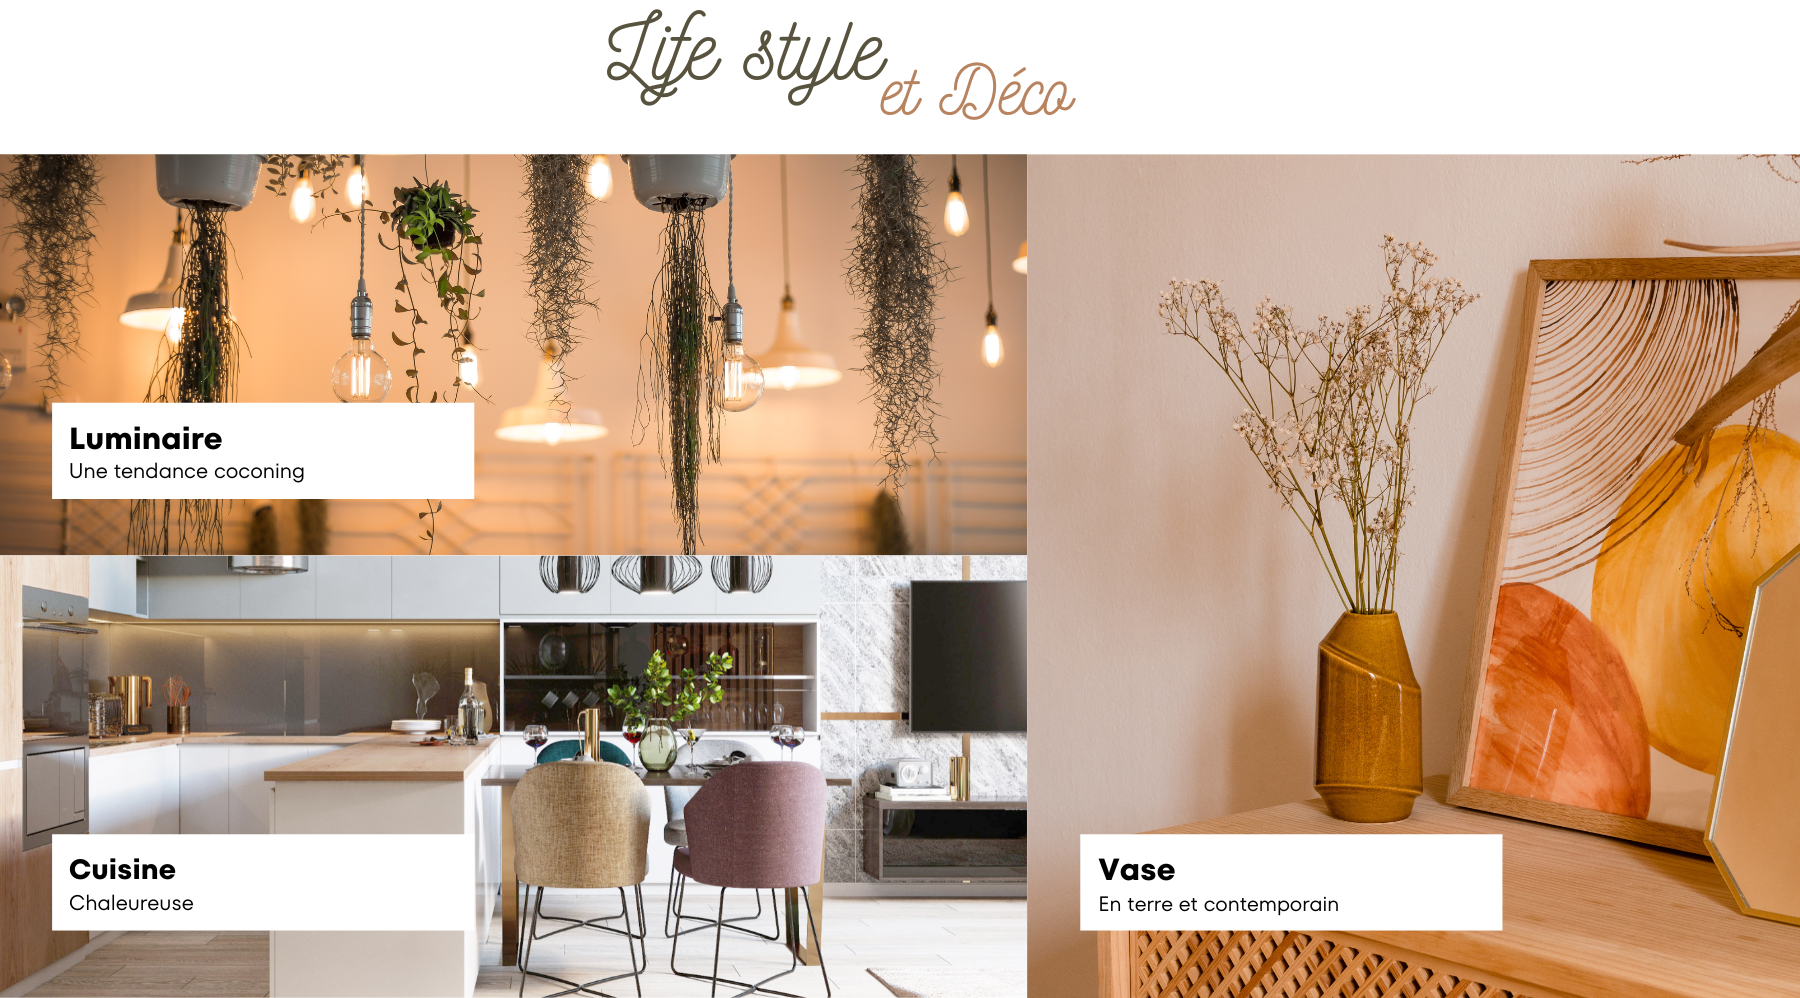 Life style
et Déco
Luminaire
Une tendance coconing
Cuisine
Chaleureuse
Vase
En terre et contemporain